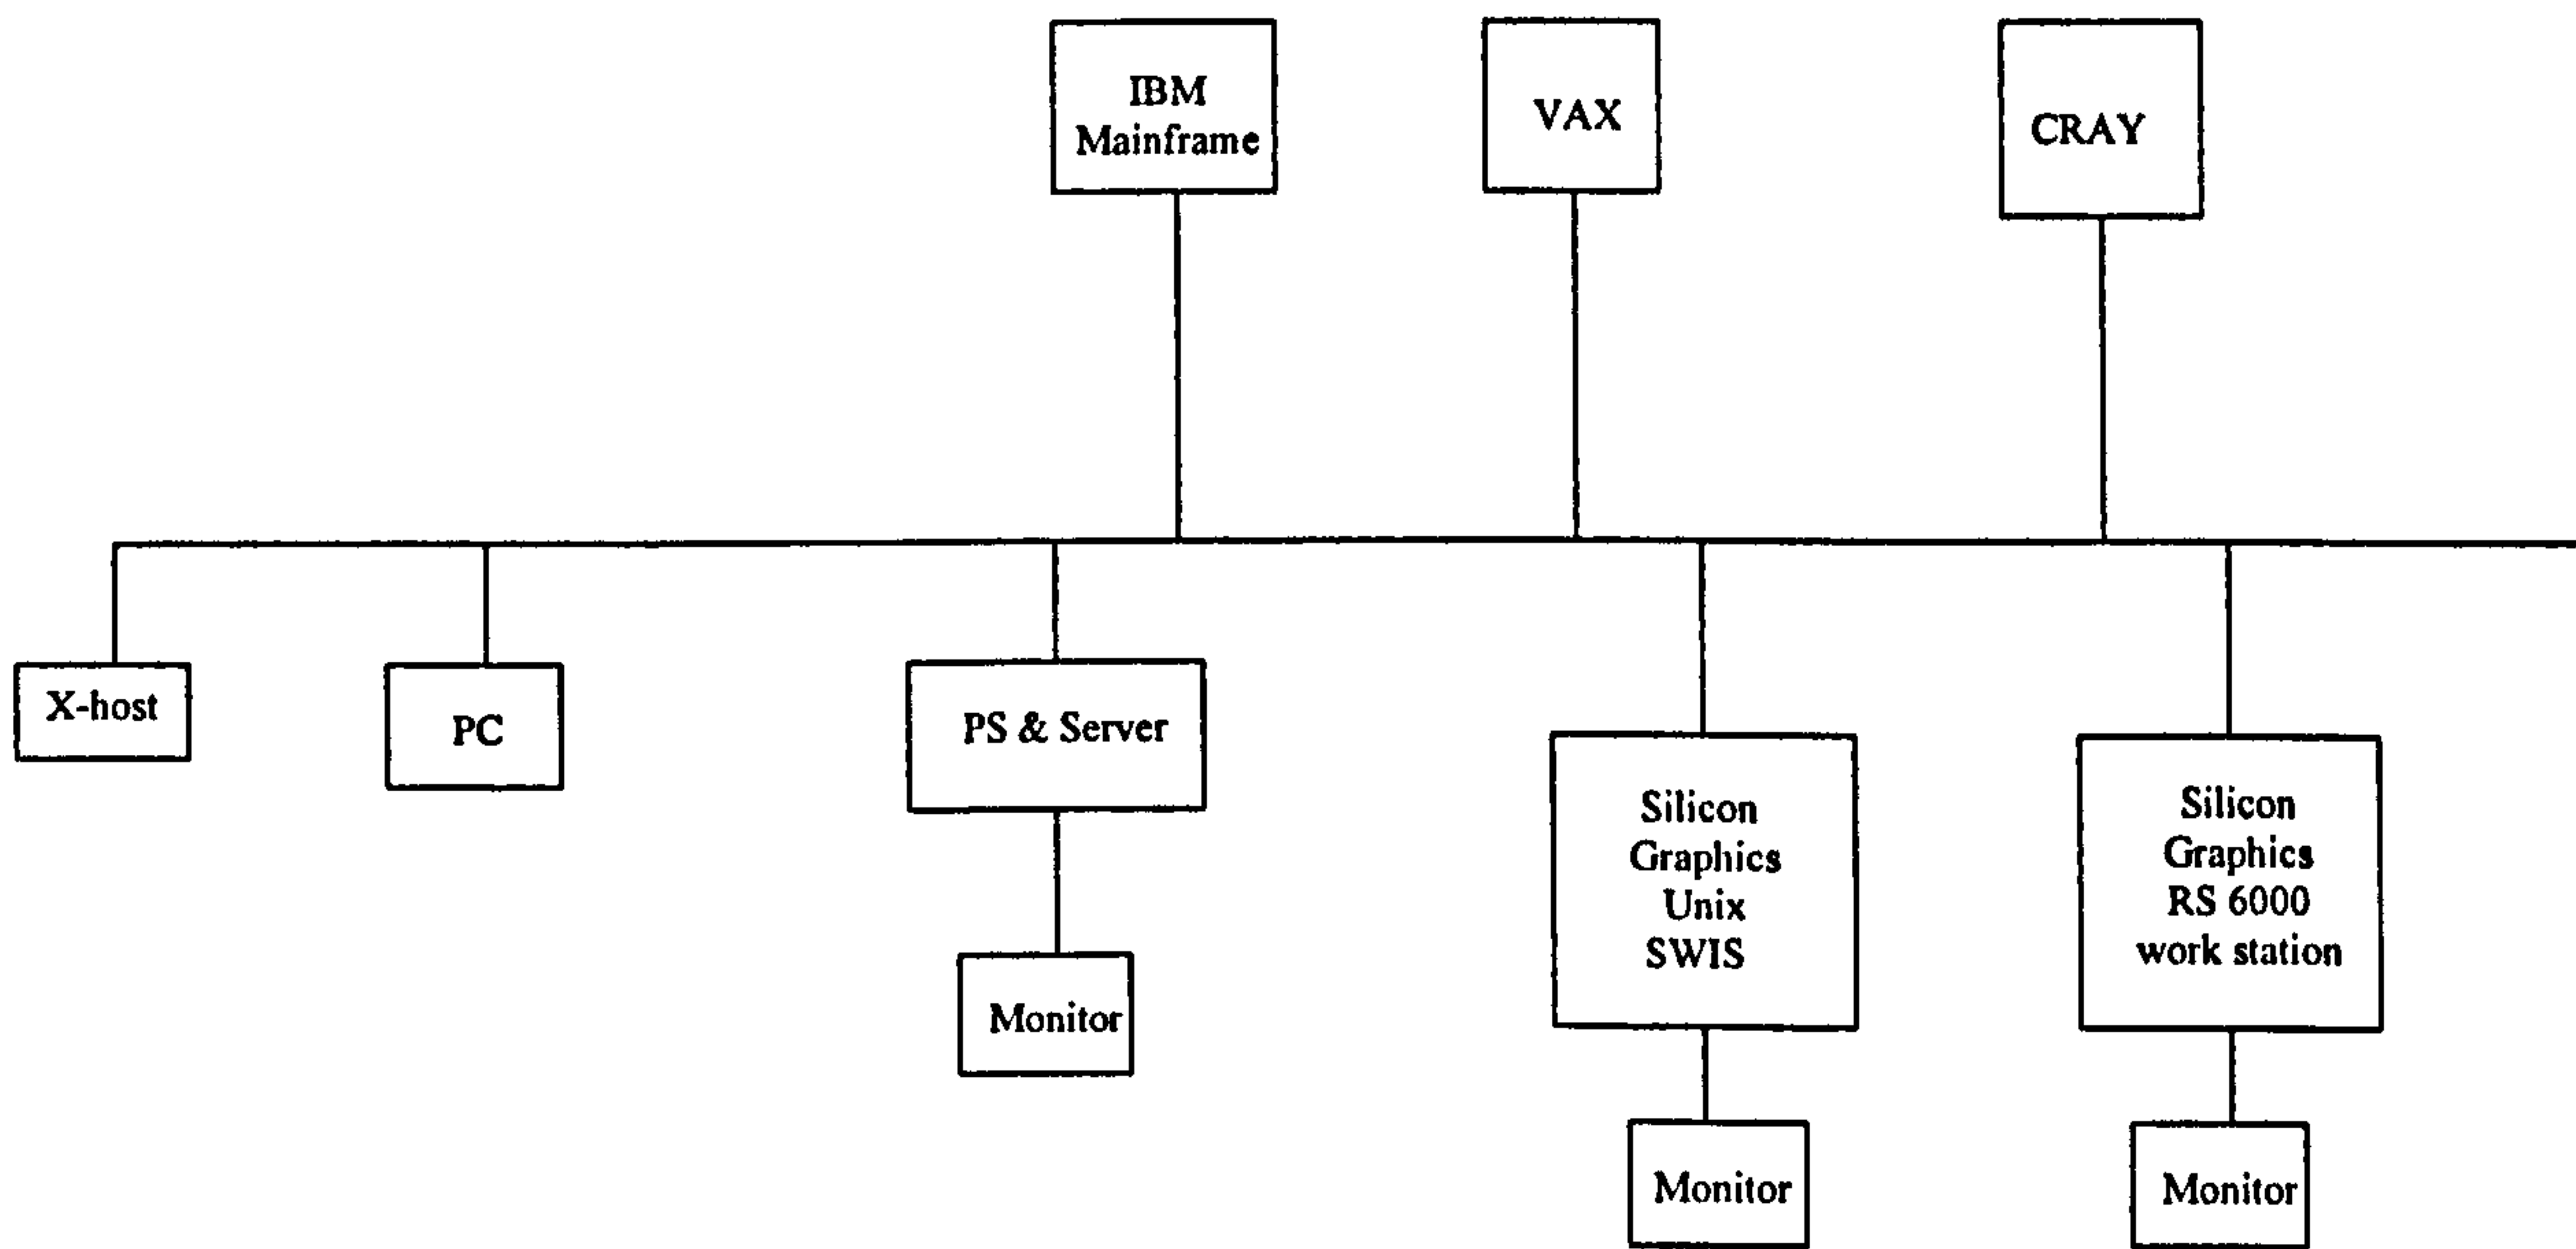 IBM
Mainframe
VAX
CRAY
X-host
PC
PS & Server
Silicon
Graphics
Unix
SWIS
Silicon
Graphics
RS 6000
work station
Monitor
Monitor
Monitor